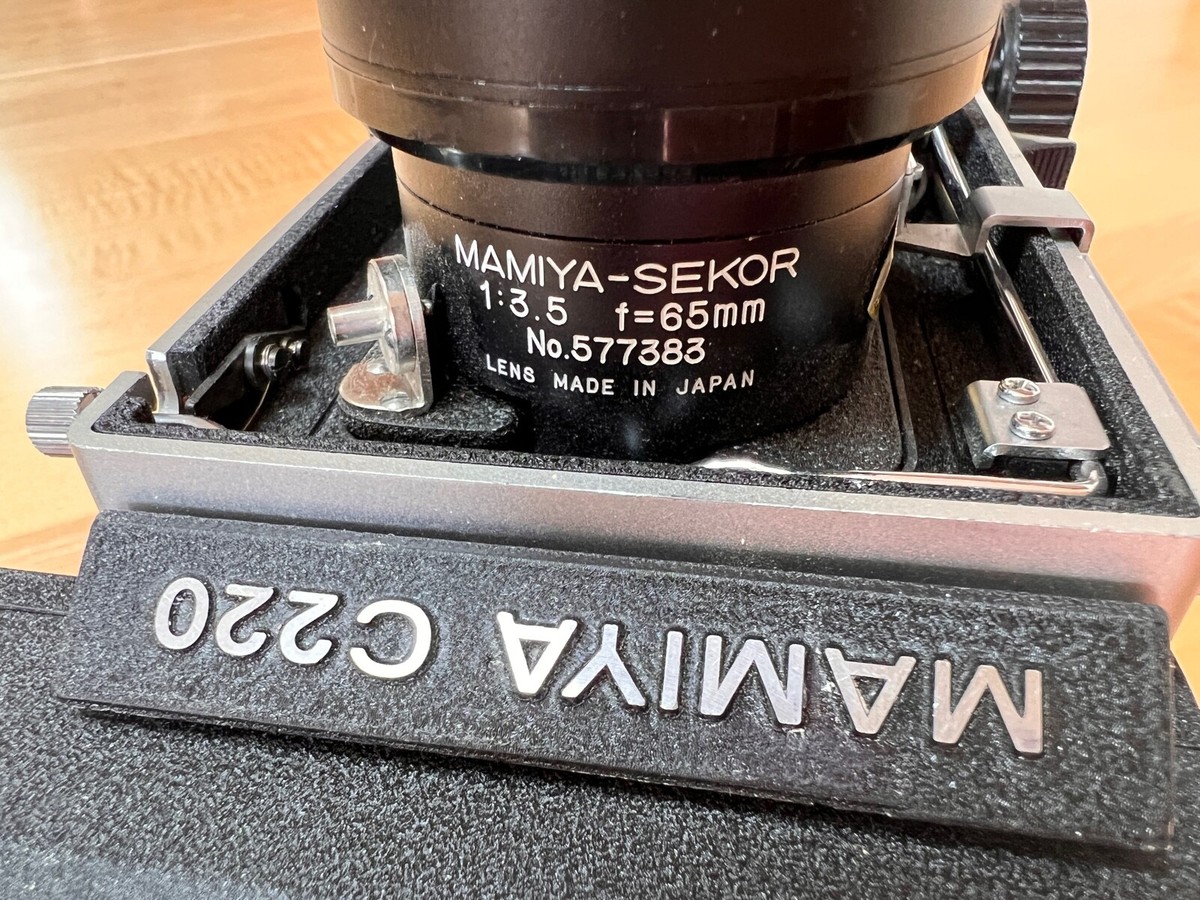 MAMIYA-SEKOR
1:3.5 f=65mm
No.577383
LENS MADE IN JAPAN
MAMIYA C220